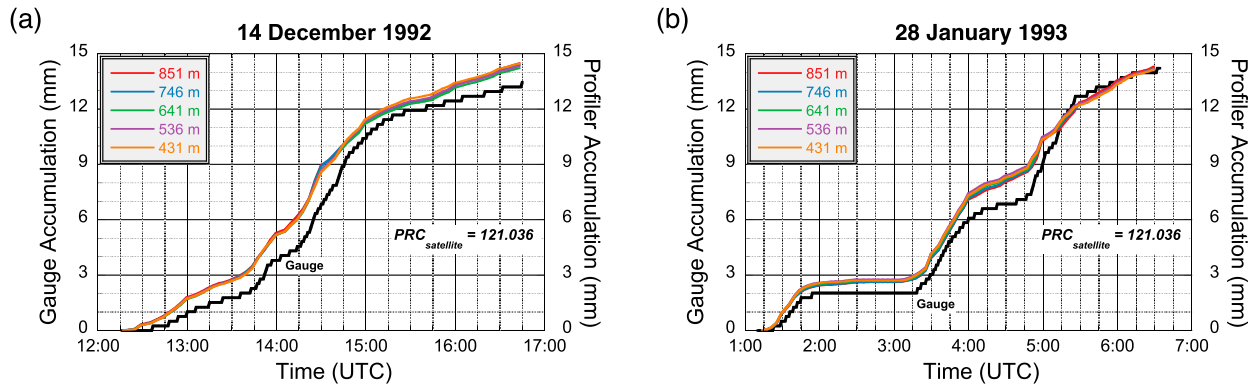 (a)
14 December 1992
Gauge Accumulation (mm)
Profiler Accumulation (mm)
15
12
9
6
3
0
15
12
9
6
3
0
851 m
746 m
641 m
536 m
431 m
PRCsatellite = 121.036
Gauge
12:00 13:00 14:00 15:00 16:00 17:00
Time (UTC)
(b)
28 January 1993
Gauge Accumulation (mm)
Profiler Accumulation (mm)
15
12
9
6
3
0
15
12
9
6
3
0
851 m
746 m
641 m
536 m
431 m
PRCsatellite = 121.036
Gauge
1:00 2:00 3:00 4:00 5:00 6:00 7:00
Time (UTC)